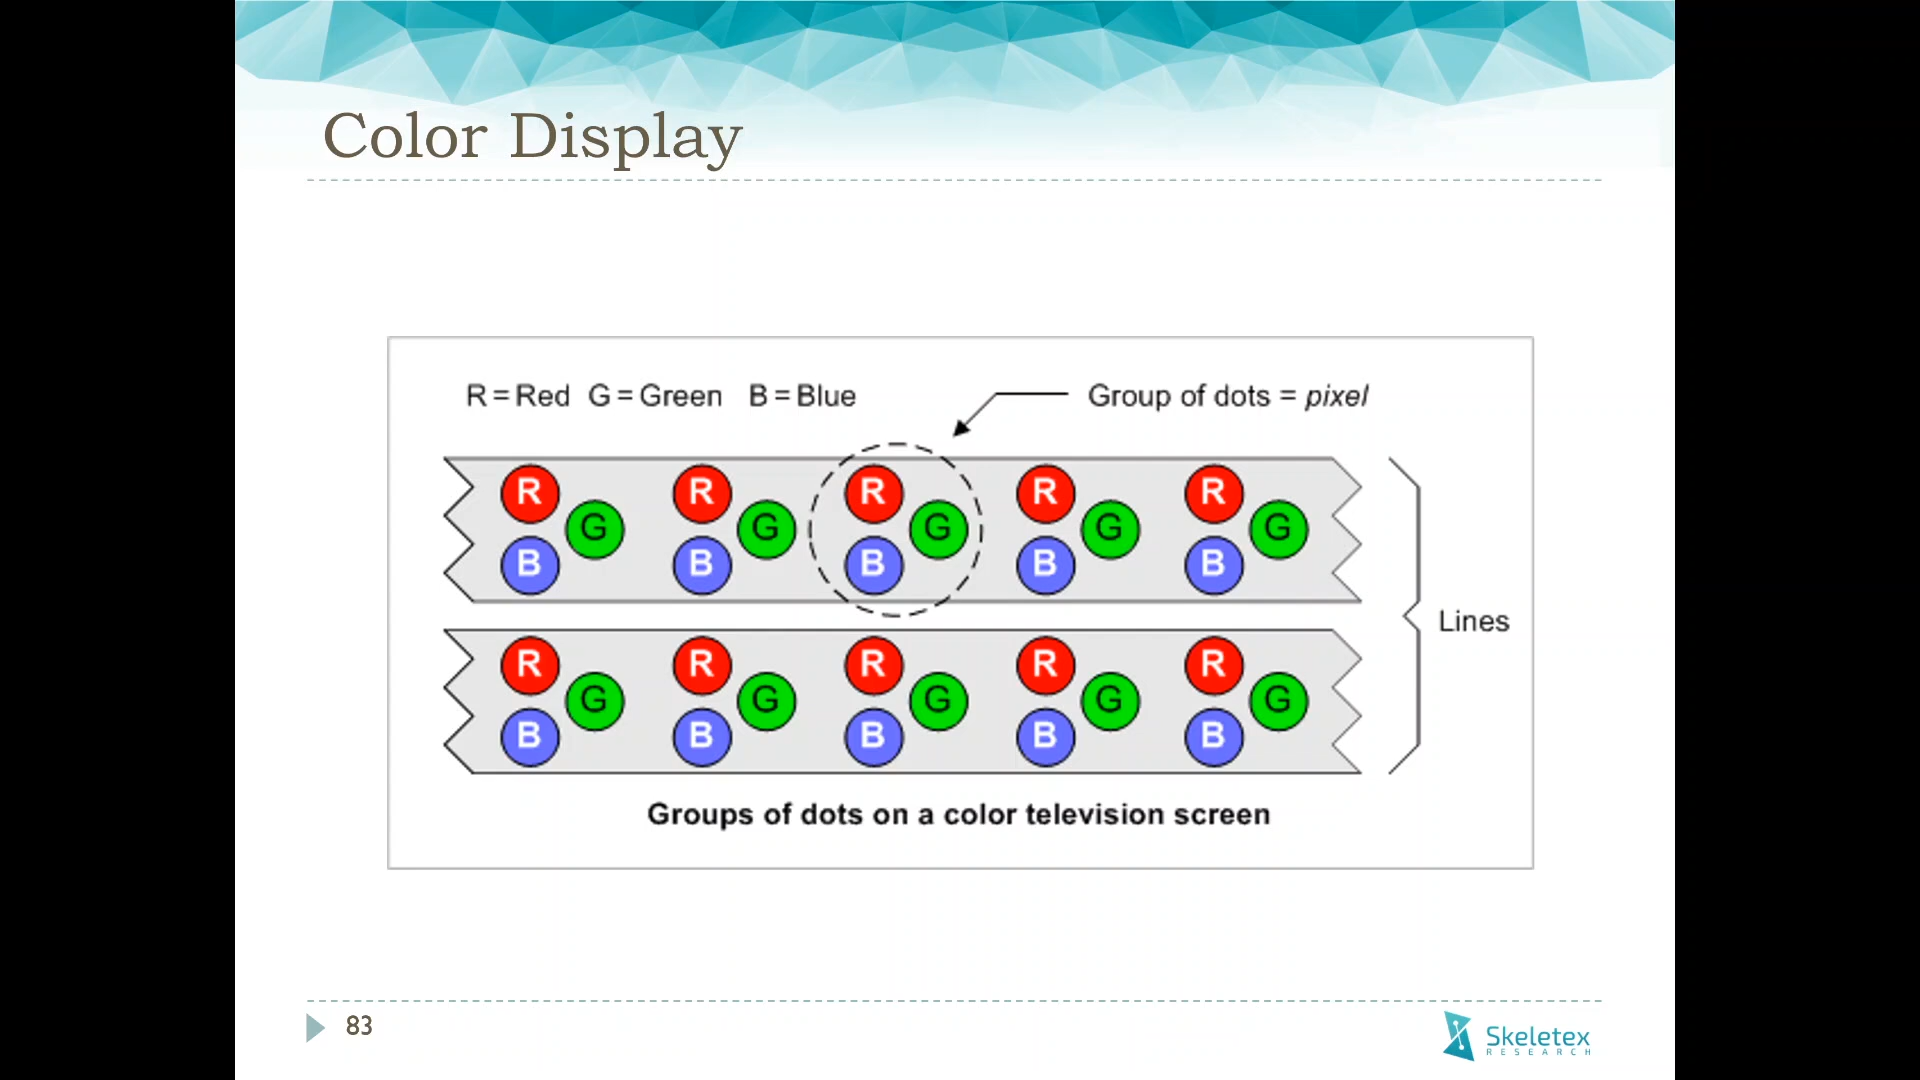 Color Display
R = Red G = Green B = Blue
Group of dots = pixel
R R R R R
G G G G G
B B B B B
R R R R R
G G G G G
B B B B B
Lines
Groups of dots on a color television screen
83
Skeletex
RESEARCH